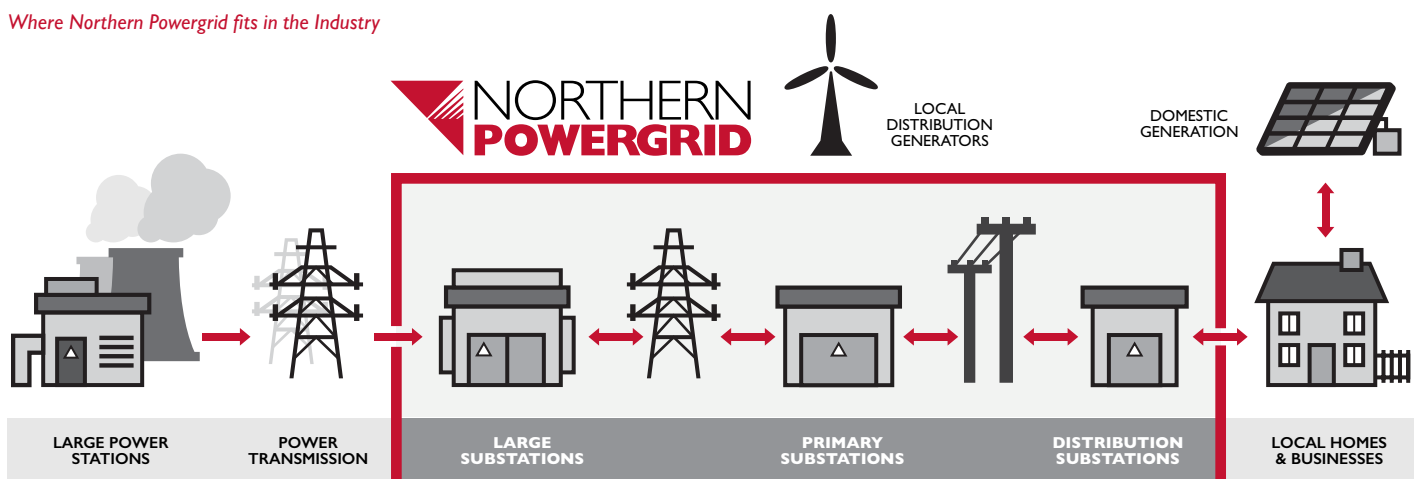 Where Northern Powergrid fits in the Industry
NORTHERN
POWERGRID
LOCAL
DISTRIBUTION
GENERATORS
DOMESTIC
GENERATION
LARGE POWER
STATIONS
POWER
TRANSMISSION
LARGE
SUBSTATIONS
PRIMARY
SUBSTATIONS
DISTRIBUTION
SUBSTATIONS
LOCAL HOMES
& BUSINESSES